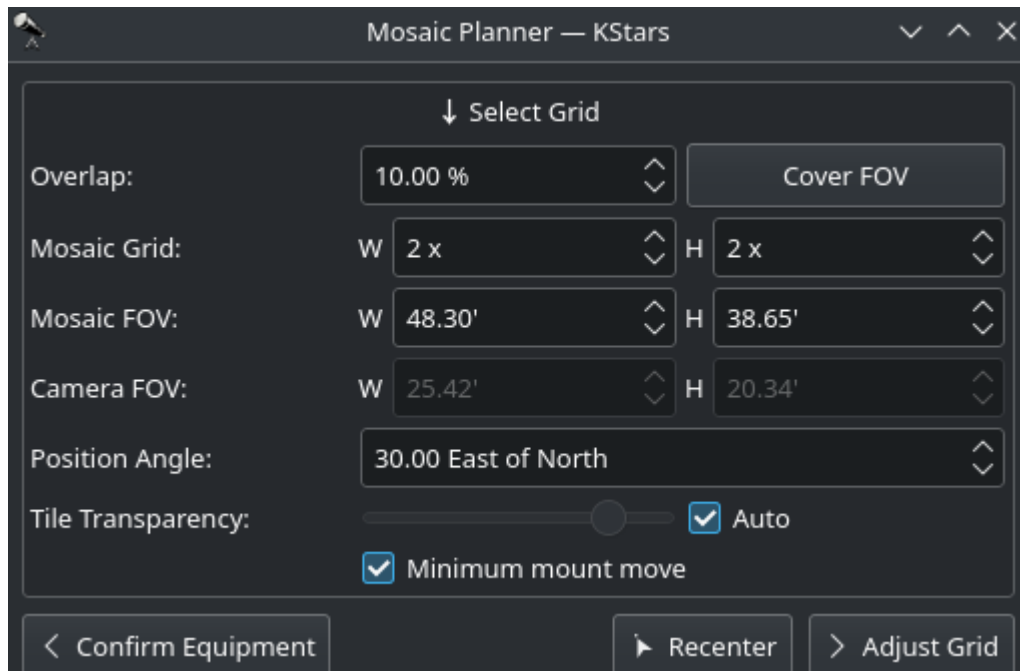 Mosaic Planner — KStars
↓ Select Grid
Overlap: 10.00 % Cover FOV
Mosaic Grid: W 2 x H 2 x
Mosaic FOV: W 48.30' H 38.65'
Camera FOV: W 25.42' H 20.34'
Position Angle: 30.00 East of North
Tile Transparency: Auto
Minimum mount move
Confirm Equipment Recenter Adjust Grid